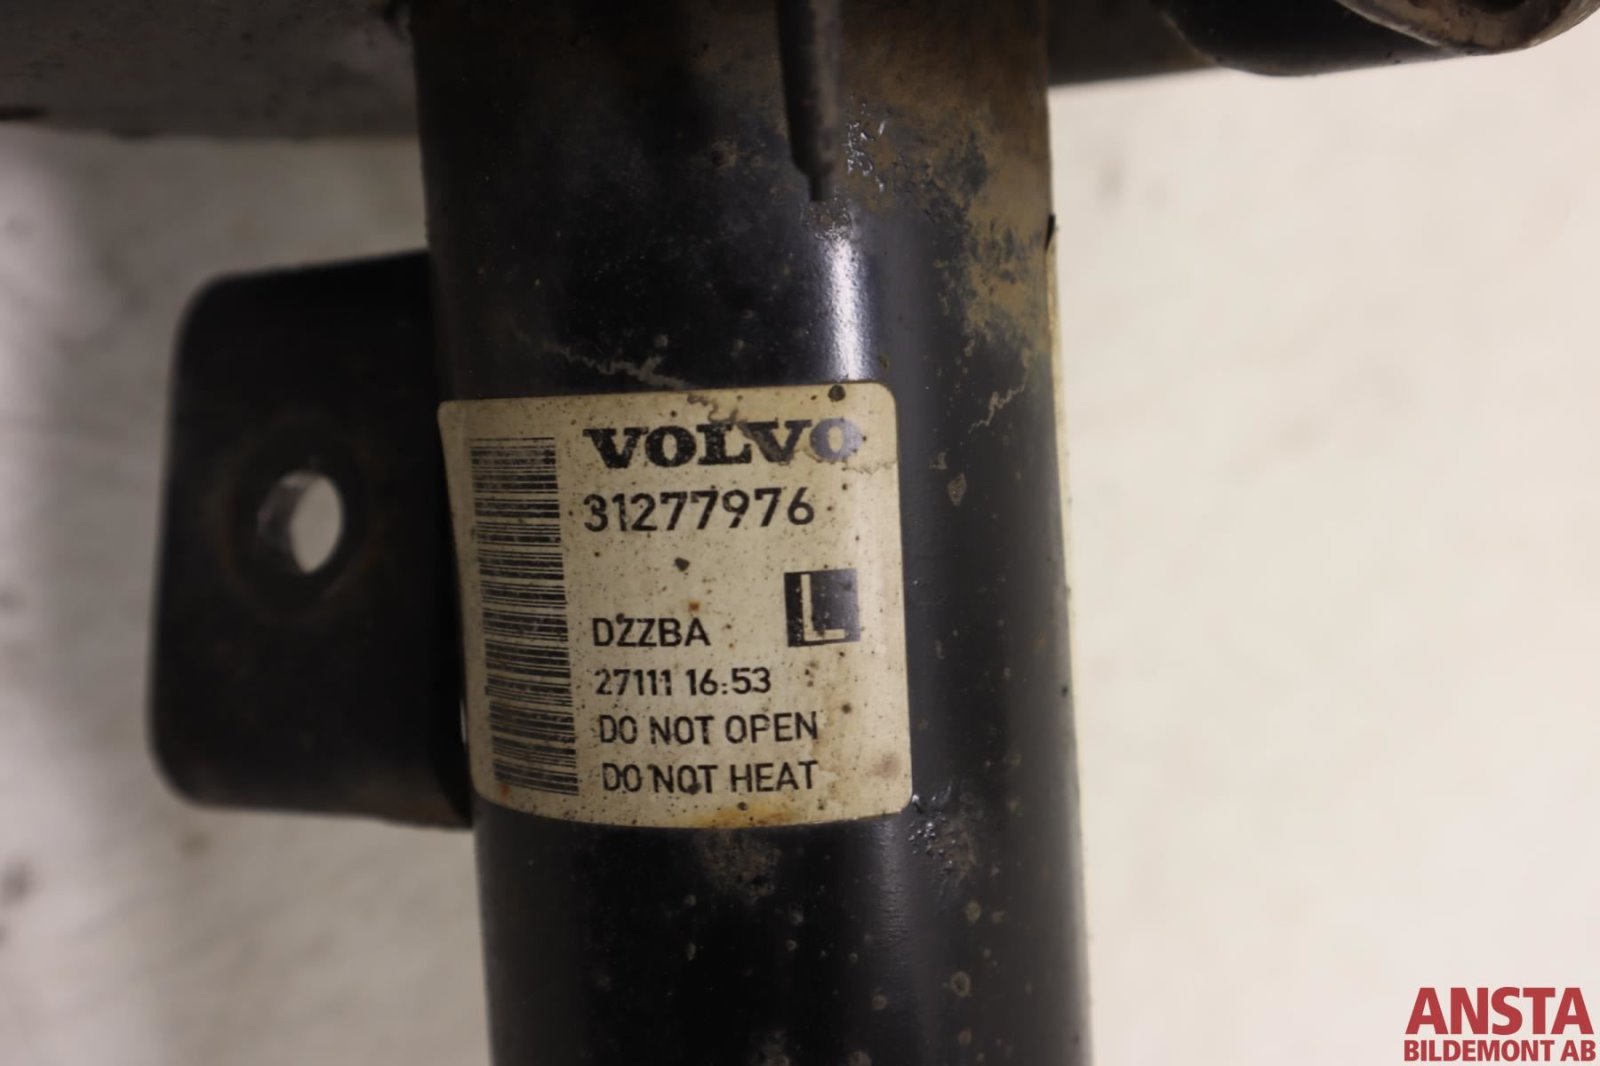 VOLVO
31277976
L
DZZBA
27111 16:53
DO NOT OPEN
DO NOT HEAT
ANSTA
BILDEMONT AB